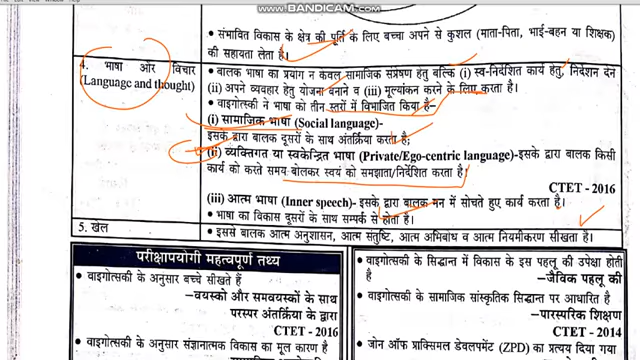 WWW.BANDICAM.COM
संभावित विकास के क्षेत्र की पूर्ति के लिए बच्चा अपने से कुशल (माता-पिता, भाई-बहन या शिक्षक)
की सहायता लेता है।
4. भाषा और विचार
(Language and thought)
बालक भाषा का प्रयोग न केवल सामाजिक संप्रेषण हेतु बल्कि (i) स्व-निर्देशित कार्य हेतु, निदेशन देन
(ii) अपने व्यवहार हेतु योजना बनाने व (iii) मूल्यांकन करने के लिए करता है।
वाइगोत्सकी ने भाषा को तीन स्तरों में विभाजित किया है-
(i) सामाजिक भाषा (Social language)-
इसके द्वारा बालक दूसरों के साथ अंतर्क्रिया करता है;
(ii) व्यक्तिगत या स्वकेन्द्रित भाषा (Private/Ego-centric language)-इसके द्वारा बालक किसी
कार्य को करते समय बोलकर स्वयं को समझाता/निर्देशित करता है।
CTET - 2016
(iii) आत्म भाषा (Inner speech)- इसके द्वारा बालक मन में सोचते हुए कार्य करता है।
भाषा का विकास दूसरों के साथ सम्पर्क से होता है।
5. खेल
• इससे बालक आत्म अनुशासन, आत्म संतुष्टि, आत्म अभिबोध व आत्म नियमीकरण सीखता है।
परीक्षापयोगी महत्वपूर्ण तथ्य
वाइगोत्सकी के अनुसार बच्चे सीखते हैं
-वयस्को और समवयस्कों के साथ
परस्पर अंतक्रिया के द्वारा
CTET - 2016
वाइगोत्सकी के अनुसार संज्ञानात्मक विकास का मूल कारण है
वाइगोत्सकी के सिद्धान्त में विकास के इस पहलू की उपेक्षा होती
है
-जैविक पहलू की
वाइगोत्सकी के सामाजिक सांस्कृतिक सिद्धान्त पर आधारित है
-पारस्परिक शिक्षण
CTET - 2014
जोन ऑफ प्राक्सिमल डेवलपमेंट (ZPD) का प्रत्यय दिया गया